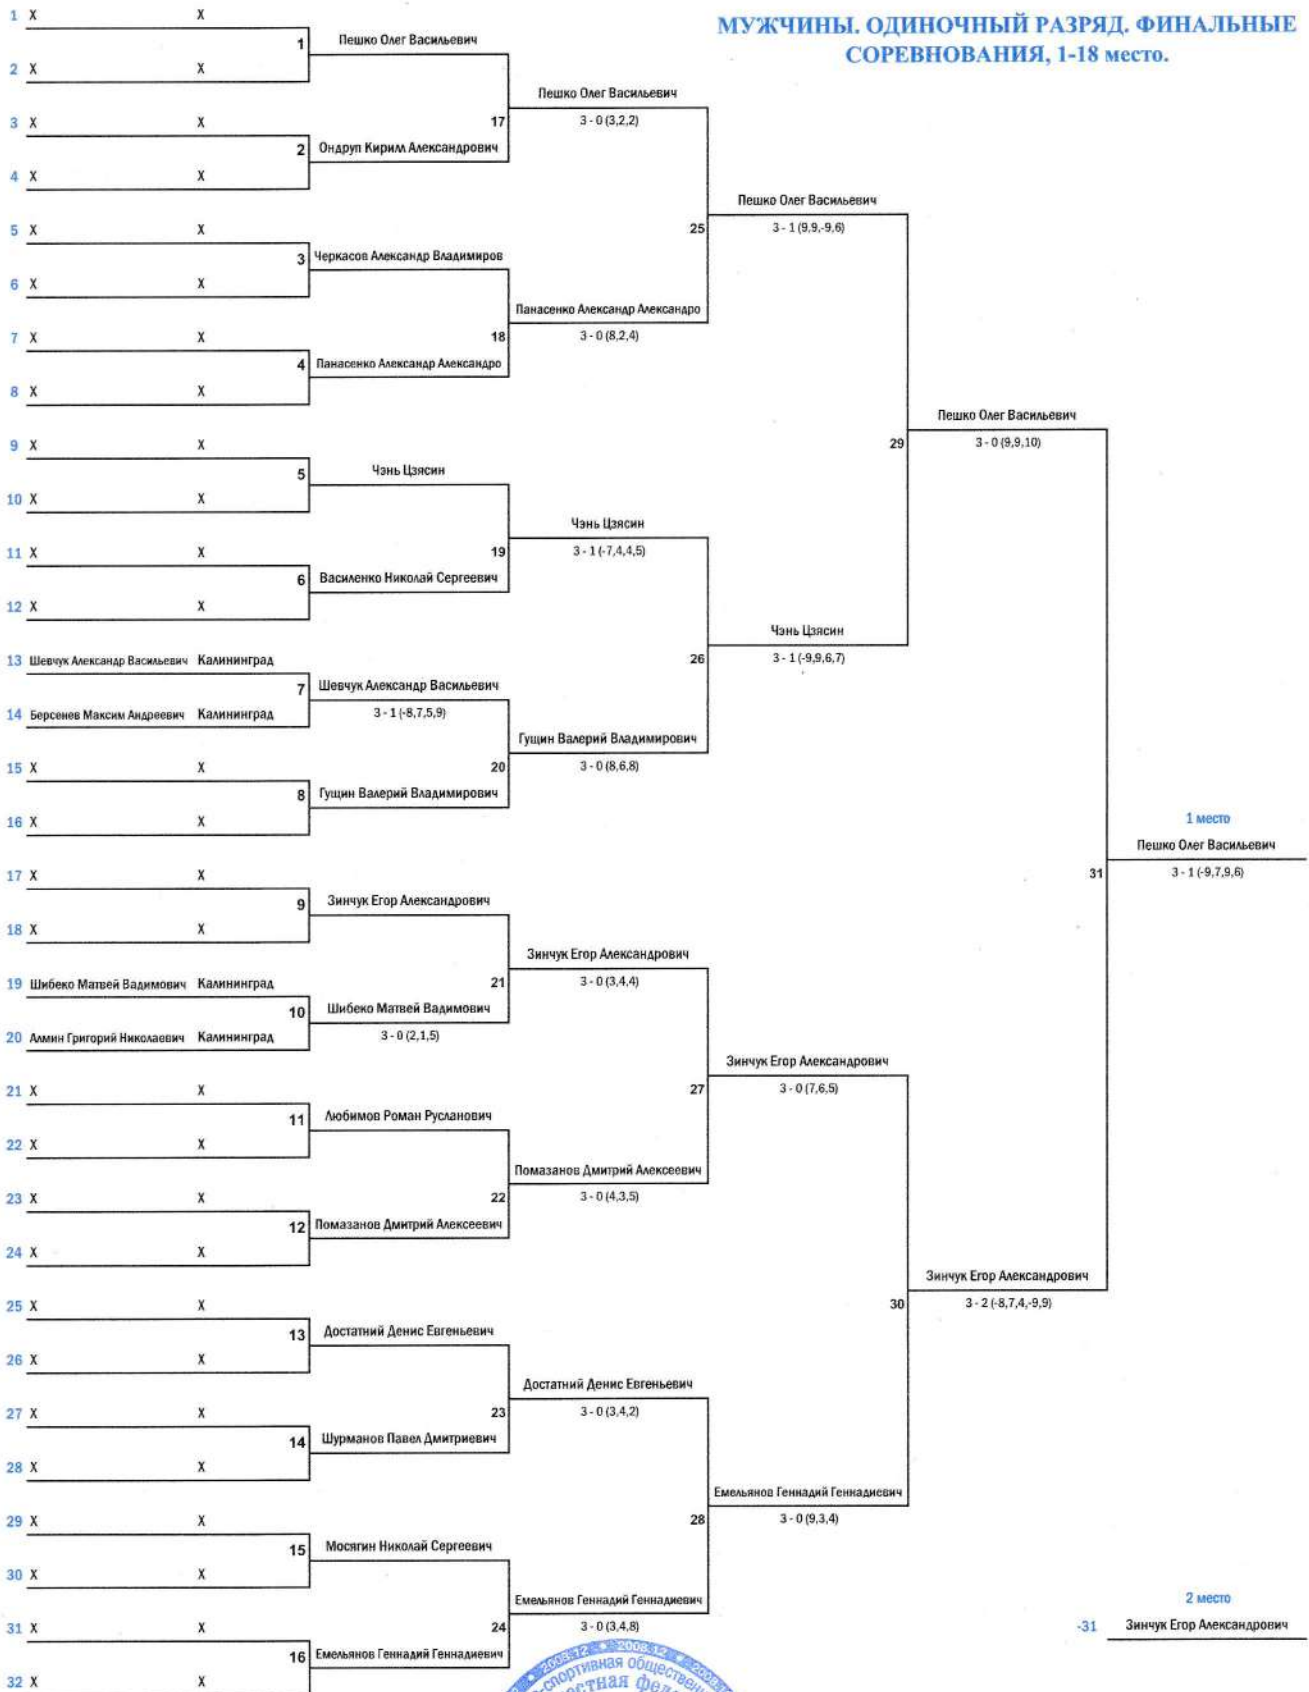 МУЖЧИНЫ. ОДИНОЧНЫЙ РАЗРЯД. ФИНАЛЬНЫЕ
СОРЕВНОВАНИЯ, 1-18 место.
1 X X
1 Пешко Олег Васильевич
2 X X
Пешко Олег Васильевич
3 - 0 (3,2,2)
3 X X
17
2 Ондруп Кирилл Александрович
4 X X
Пешко Олег Васильевич
3 - 1 (9,9,-9,6)
5 X X
25
3 Черкасов Александр Владимиров
6 X X
Панасенко Александр Александро
3 - 0 (8,2,4)
7 X X
18
4 Панасенко Александр Александро
8 X X
Пешко Олег Васильевич
3 - 0 (9,9,10)
9 X X
29
5 Чэнь Цзясин
10 X X
Чэнь Цзясин
3 - 1 (-7,4,4,5)
11 X X
19
6 Василенко Николай Сергеевич
12 X X
Чэнь Цзясин
3 - 1 (-9,9,6,7)
13 Шевчук Александр Васильевич Калининград
26
7 Шевчук Александр Васильевич
3 - 1 (-8,7,5,9)
14 Берсенев Максим Андреевич Калининград
Гущин Валерий Владимирович
3 - 0 (8,6,8)
15 X X
20
8 Гущин Валерий Владимирович
16 X X
1 место
Пешко Олег Васильевич
3 - 1 (-9,7,9,6)
17 X X
31
9 Зинчук Егор Александрович
18 X X
Зинчук Егор Александрович
3 - 0 (3,4,4)
19 Шибеко Матвей Вадимович Калининград
21
10 Шибеко Матвей Вадимович
3 - 0 (2,1,5)
20 Алмин Григорий Николаевич Калининград
Зинчук Егор Александрович
3 - 0 (7,6,5)
21 X X
27
11 Любимов Роман Русланович
22 X X
Помазанов Дмитрий Алексеевич
3 - 0 (4,3,5)
23 X X
22
12 Помазанов Дмитрий Алексеевич
24 X X
Зинчук Егор Александрович
3 - 2 (-8,7,4,-9,9)
25 X X
30
13 Достатний Денис Евгеньевич
26 X X
Достатний Денис Евгеньевич
3 - 0 (3,4,2)
27 X X
23
14 Шурманов Павел Дмитриевич
28 X X
Емельянов Геннадий Геннадиевич
3 - 0 (9,3,4)
29 X X
28
15 Мосягин Николай Сергеевич
30 X X
Емельянов Геннадий Геннадиевич
3 - 0 (3,4,8)
2 место
-31 Зинчук Егор Александрович
31 X X
24
16 Емельянов Геннадий Геннадиевич
32 X X